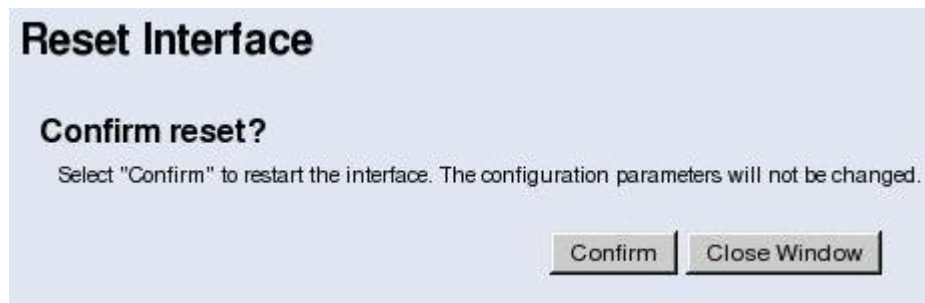 Reset Interface
Confirm reset?
Select "Confirm" to restart the interface. The configuration parameters will not be changed.
Confirm Close Window